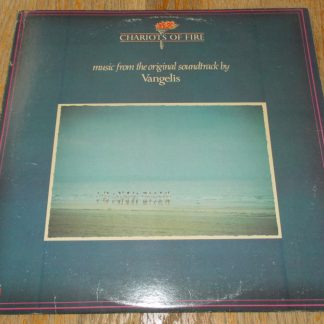 CHARIOTS OF FIRE
music from the original soundtrack by
Vangelis